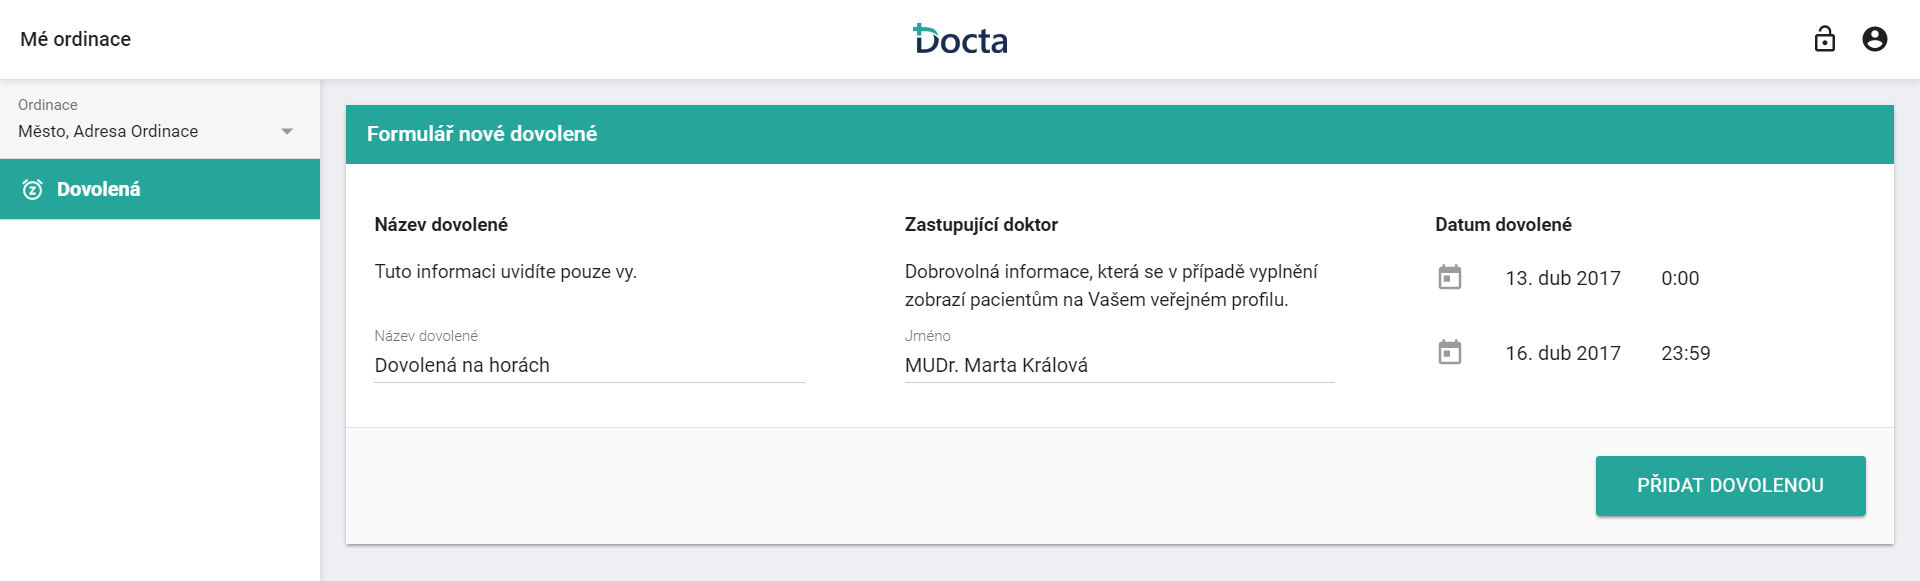 Mé ordinace
Docta
Ordinace
Město, Adresa Ordinace
Dovolená
Formulář nové dovolené
Název dovolené
Tuto informaci uvidíte pouze vy.
Název dovolené
Dovolená na horách
Zastupující doktor
Dobrovolná informace, která se v případě vyplnění
zobrazí pacientům na Vašem veřejném profilu.
Jméno
MUDr. Marta Králová
Datum dovolené
13. dub 2017 0:00
16. dub 2017 23:59
PŘIDAT DOVOLENOU